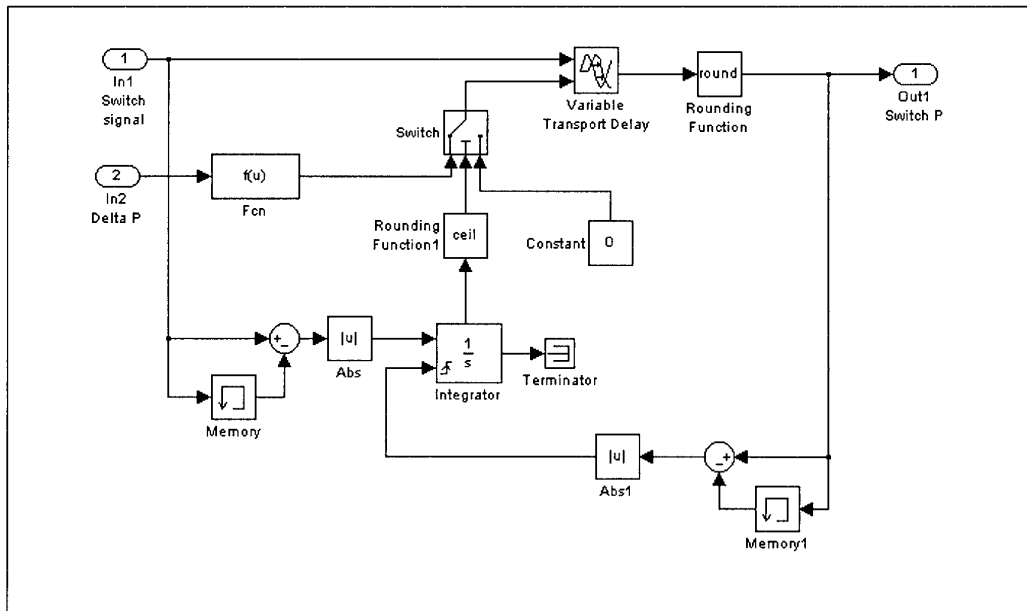 1
In1
Switch
signal
Variable
Transport Delay
round
Rounding
Function
1
Out1
Switch P
Switch
2
In2
Delta P
f(u)
Fcn
Rounding
Function1
ceil
Constant
0
+
-
|u|
Abs
1
s
Integrator
Terminator
Memory
|u|
Abs1
-
+
Memory1